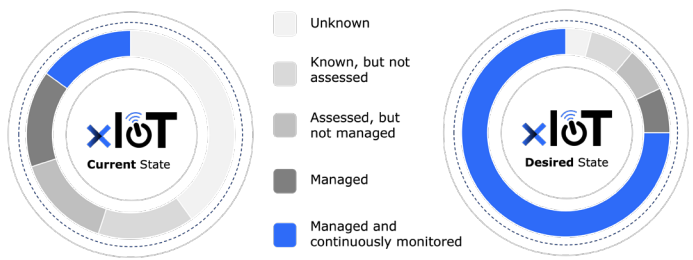 xIoT
Current State
Unknown
Known, but not
assessed
Assessed, but
not managed
Managed
Managed and
continuously monitored
xIoT
Desired State